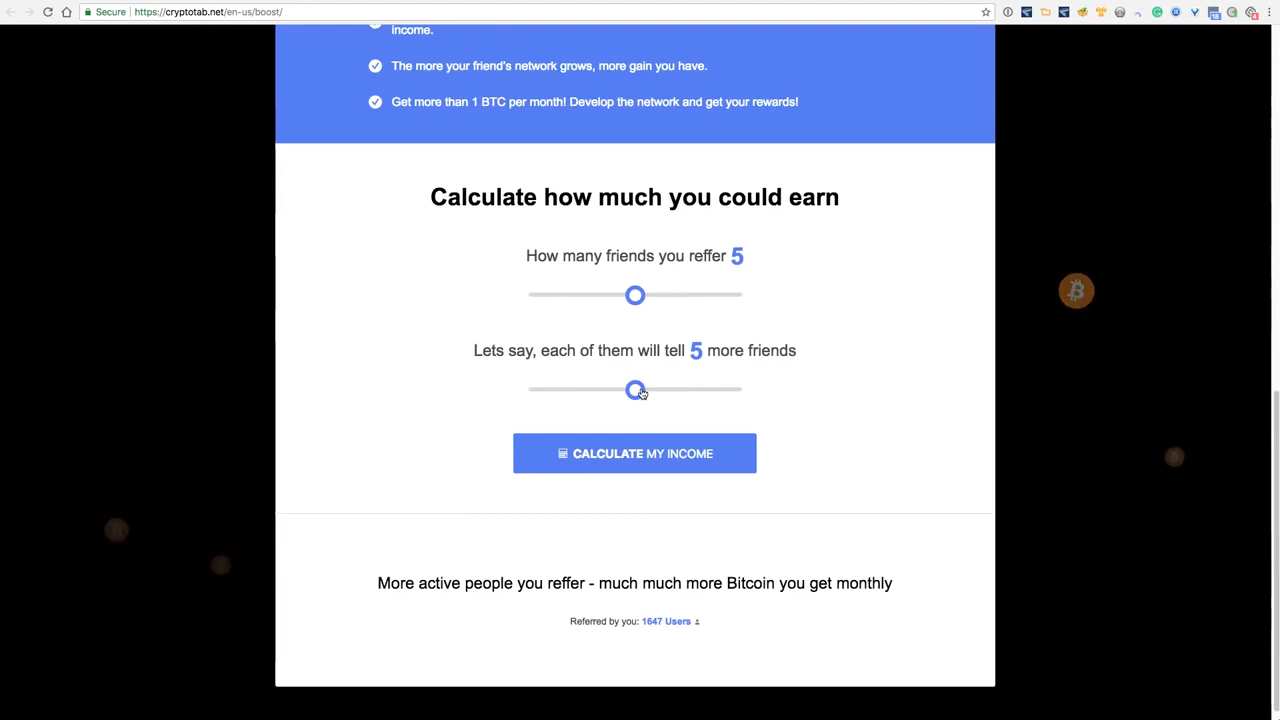 Secure https://cryptotab.net/en-us/boost/
income.
The more your friend's network grows, more gain you have.
Get more than 1 BTC per month! Develop the network and get your rewards!
Calculate how much you could earn
How many friends you reffer 5
Lets say, each of them will tell 5 more friends
CALCULATE MY INCOME
More active people you reffer - much much more Bitcoin you get monthly
Referred by you: 1647 Users